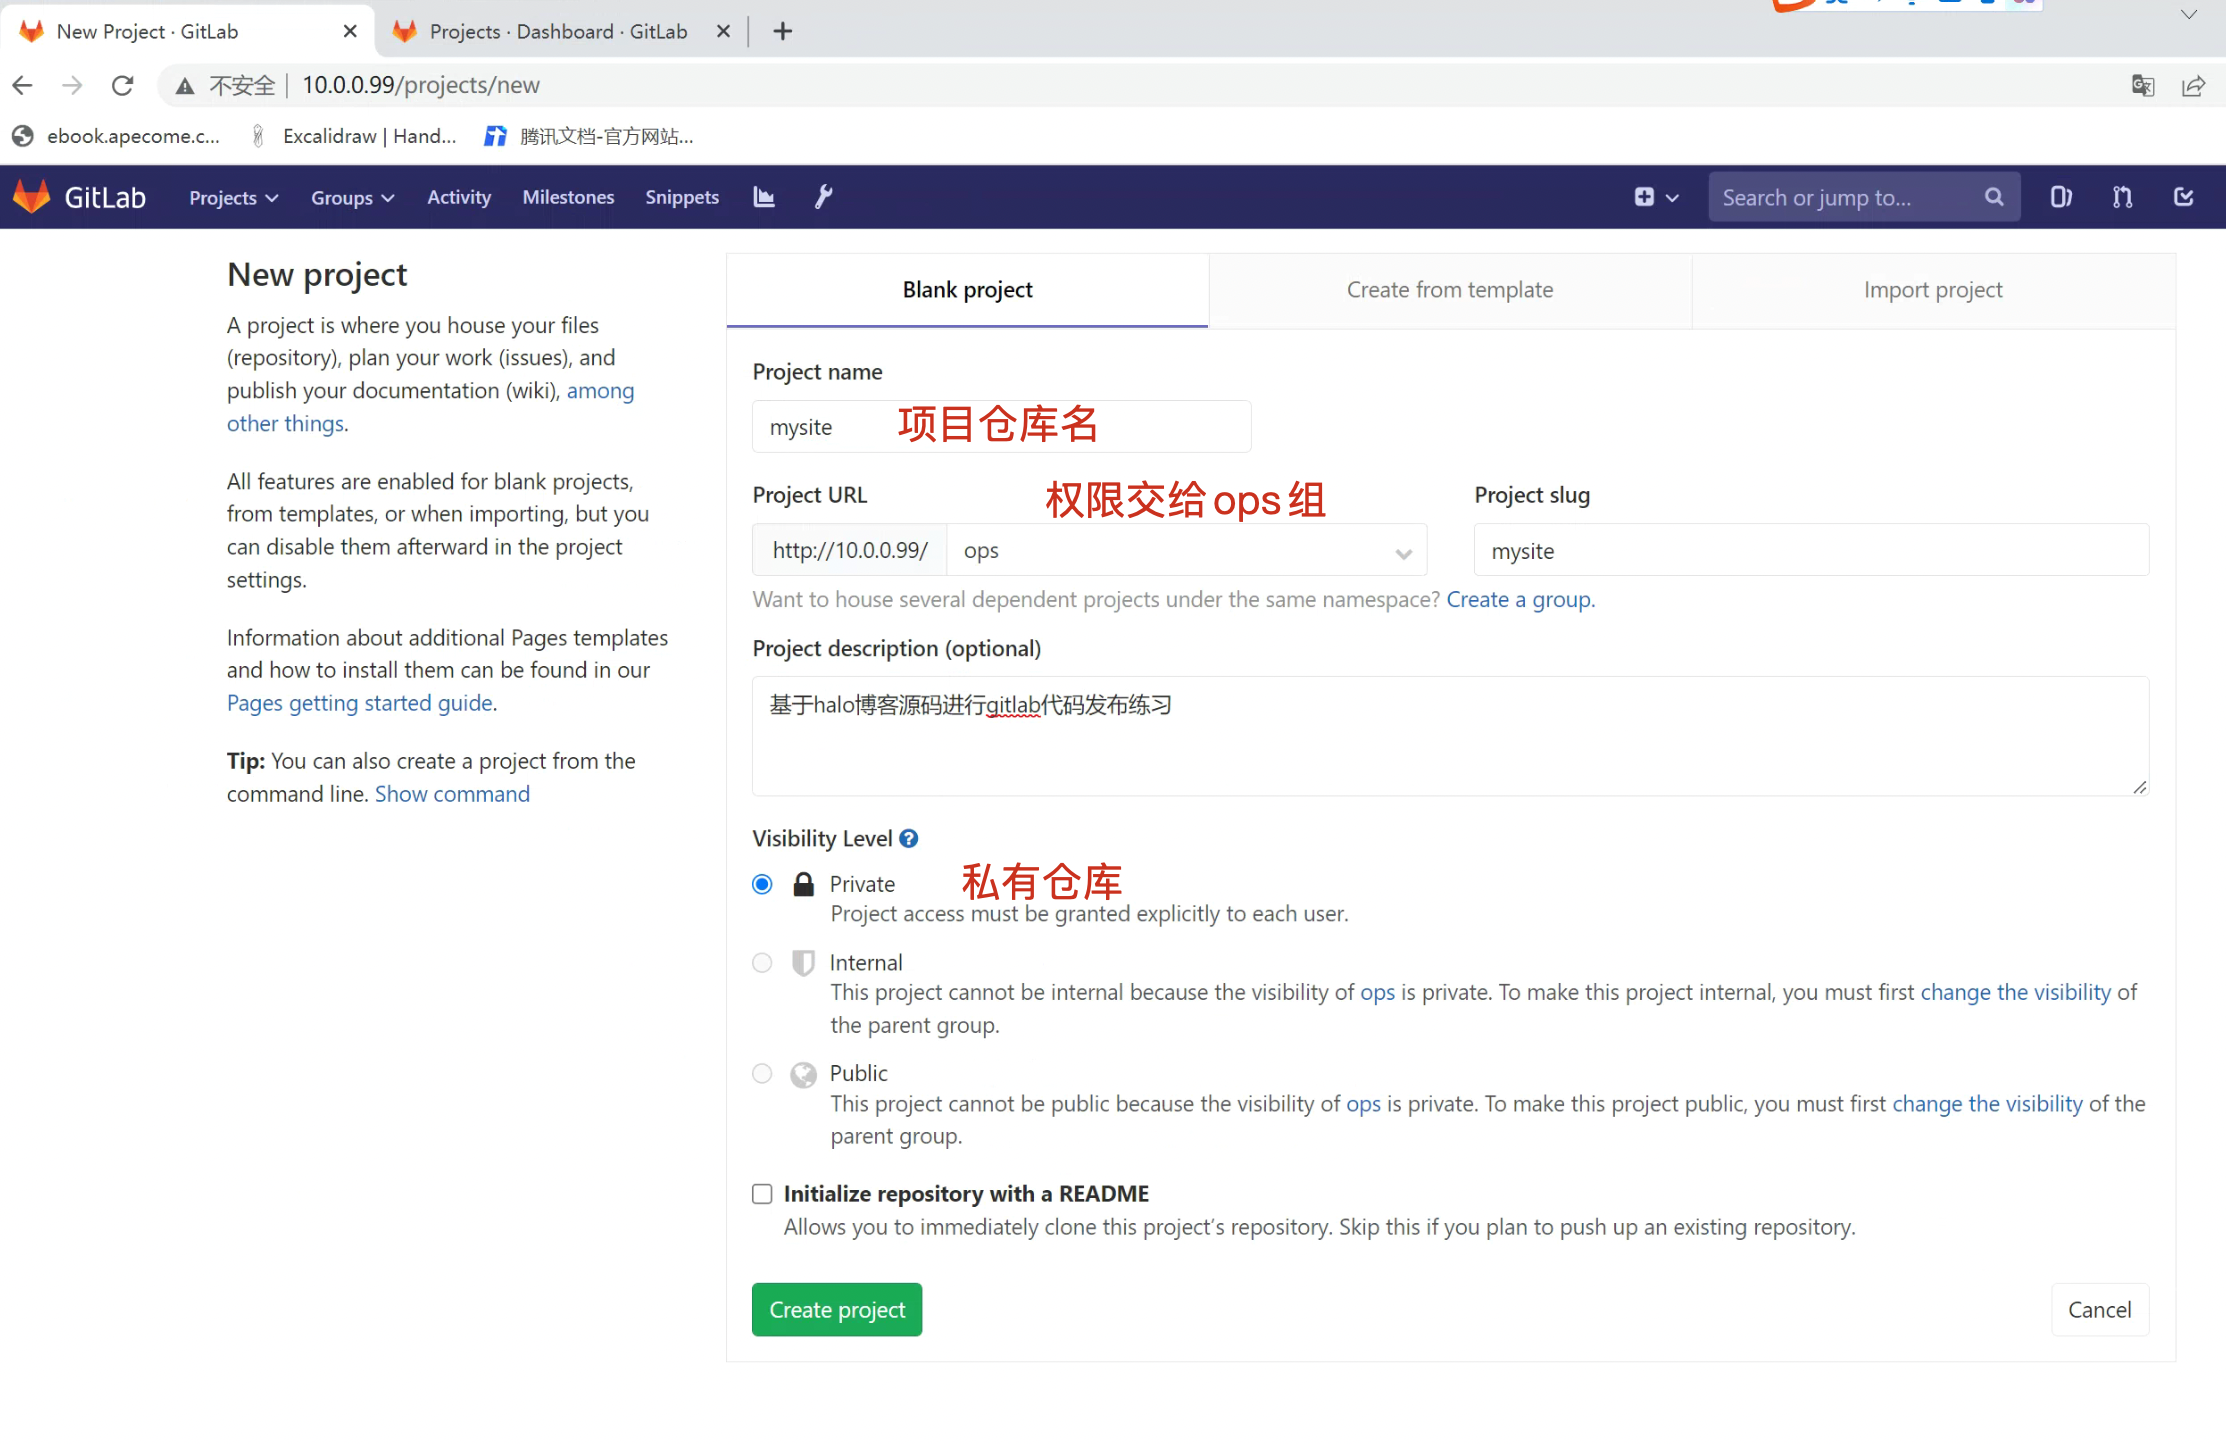 New Project · GitLab
Projects · Dashboard · GitLab
不安全 | 10.0.0.99/projects/new
ebook.apecome.c...
Excalidraw | Hand...
腾讯文档-官方网站...
GitLab
Projects
Groups
Activity
Milestones
Snippets
Search or jump to...
New project
A project is where you house your files
(repository), plan your work (issues), and
publish your documentation (wiki), among
other things.
All features are enabled for blank projects,
from templates, or when importing, but you
can disable them afterward in the project
settings.
Information about additional Pages templates
and how to install them can be found in our
Pages getting started guide.
Tip: You can also create a project from the
command line. Show command
Blank project
Create from template
Import project
Project name
mysite
项目仓库名
Project URL
权限交给ops组
Project slug
http://10.0.0.99/
ops
mysite
Want to house several dependent projects under the same namespace? Create a group.
Project description (optional)
基于halo博客源码进行gitlab代码发布练习
Visibility Level
Private
私有仓库
Project access must be granted explicitly to each user.
Internal
This project cannot be internal because the visibility of ops is private. To make this project internal, you must first change the visibility of
the parent group.
Public
This project cannot be public because the visibility of ops is private. To make this project public, you must first change the visibility of the
parent group.
Initialize repository with a README
Allows you to immediately clone this project's repository. Skip this if you plan to push up an existing repository.
Create project
Cancel